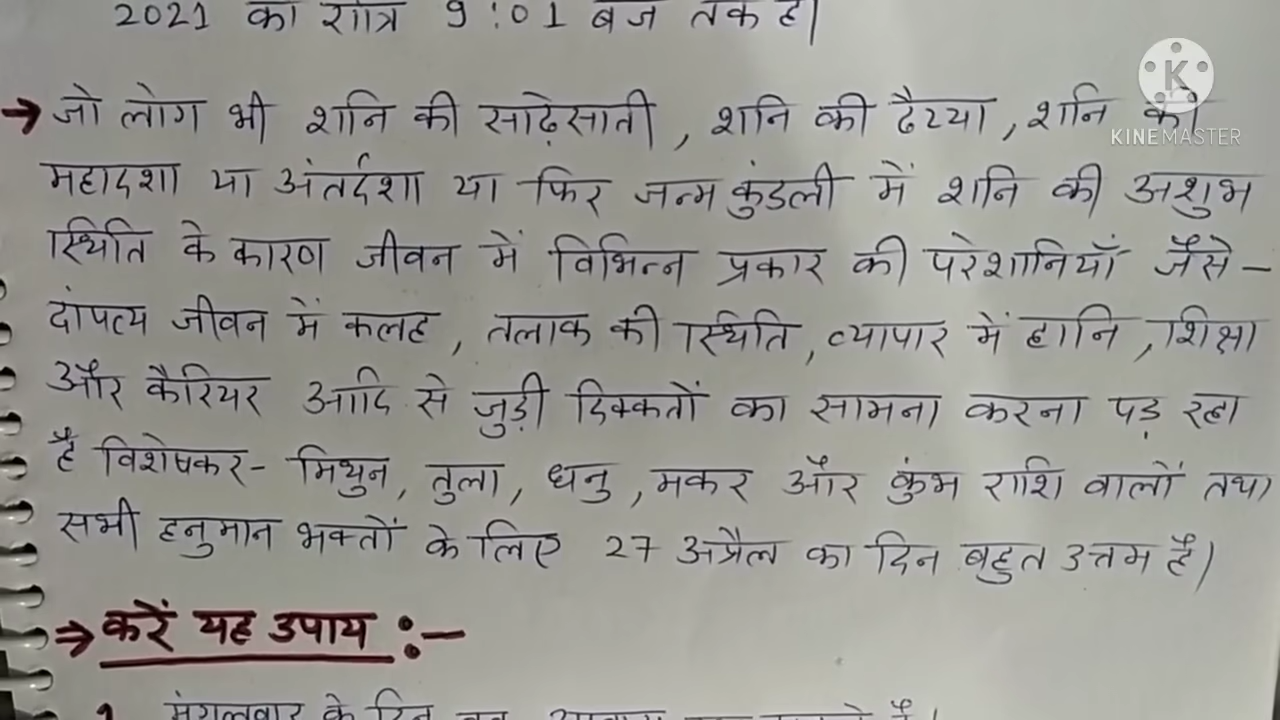 2021 को रात्रि 9:01 बजे तक है।
→ जो लोग भी शनि की साढ़ेसाती, शनि की ढैय्या, शनि की
महादशा या अंतर्दशा या फिर जन्म कुंडली में शनि की अशुभ
स्थिति के कारण जीवन में विभिन्न प्रकार की परेशानियाँ जैसे-
दांपत्य जीवन में कलह, तलाक की स्थिति, व्यापार में हानि, शिक्षा
और कैरियर आदि से जुड़ी दिक्कतों का सामना करना पड़ रहा
है विशेषकर- मिथुन, तुला, धनु, मकर और कुंभ राशि वालों तथा
सभी हनुमान भक्तों के लिए 27 अप्रैल का दिन बहुत उत्तम है।
⇒ करें यह उपाय :-
1 मंगलवार के दिन
K
KINEMASTER